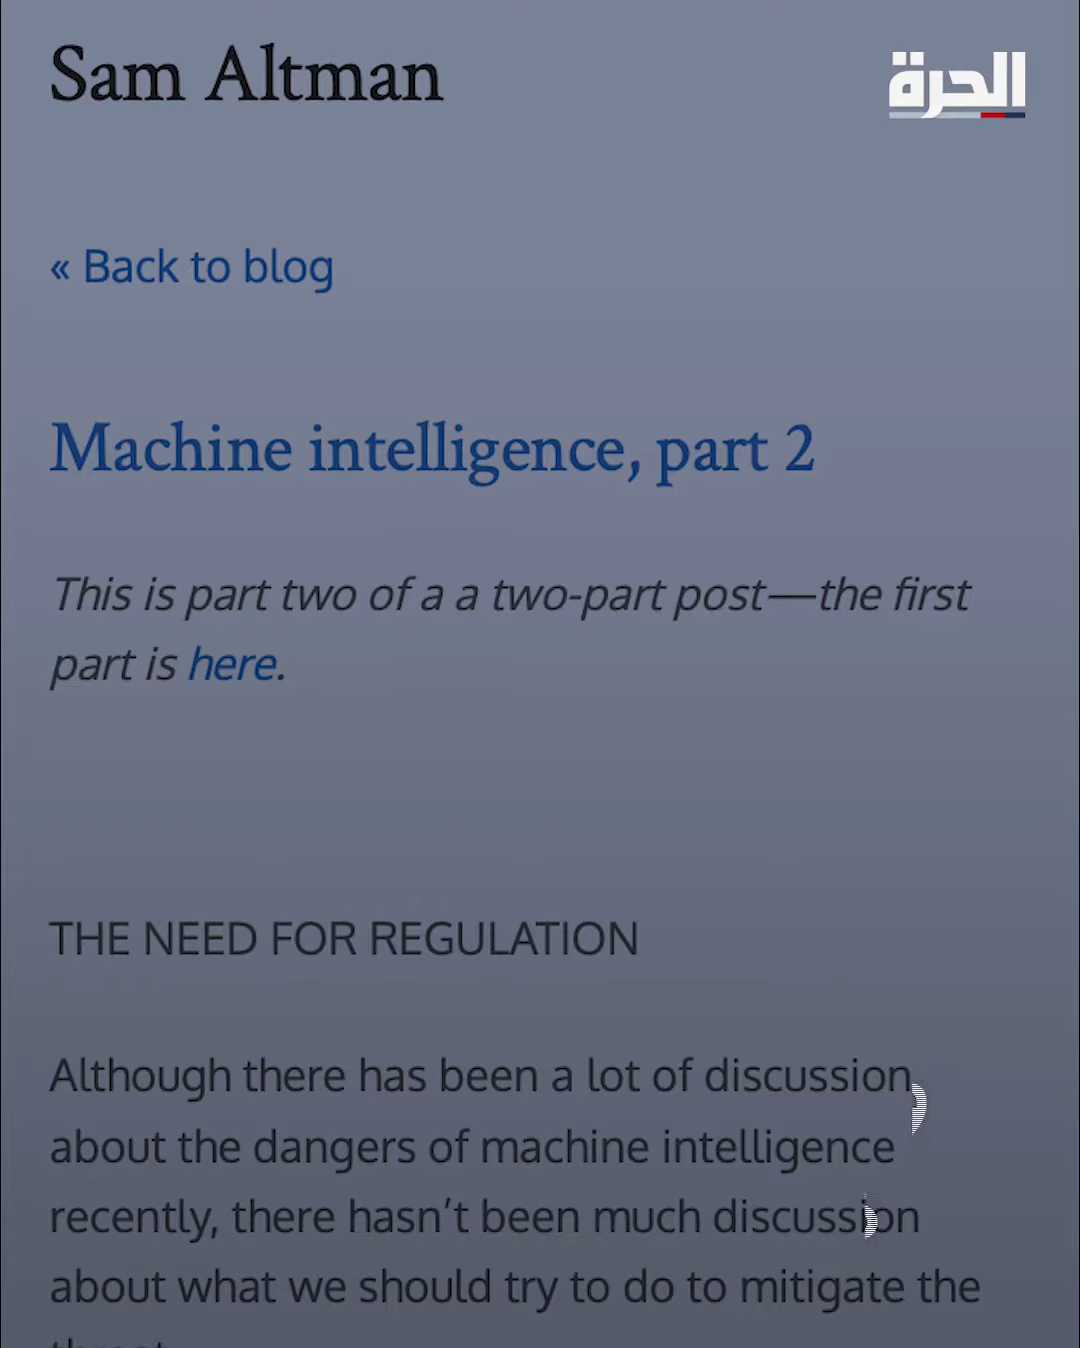 Sam Altman
الحرة
« Back to blog
Machine intelligence, part 2
This is part two of a a two-part post—the first
part is here.
THE NEED FOR REGULATION
Although there has been a lot of discussion
about the dangers of machine intelligence
recently, there hasn’t been much discussion
about what we should try to do to mitigate the